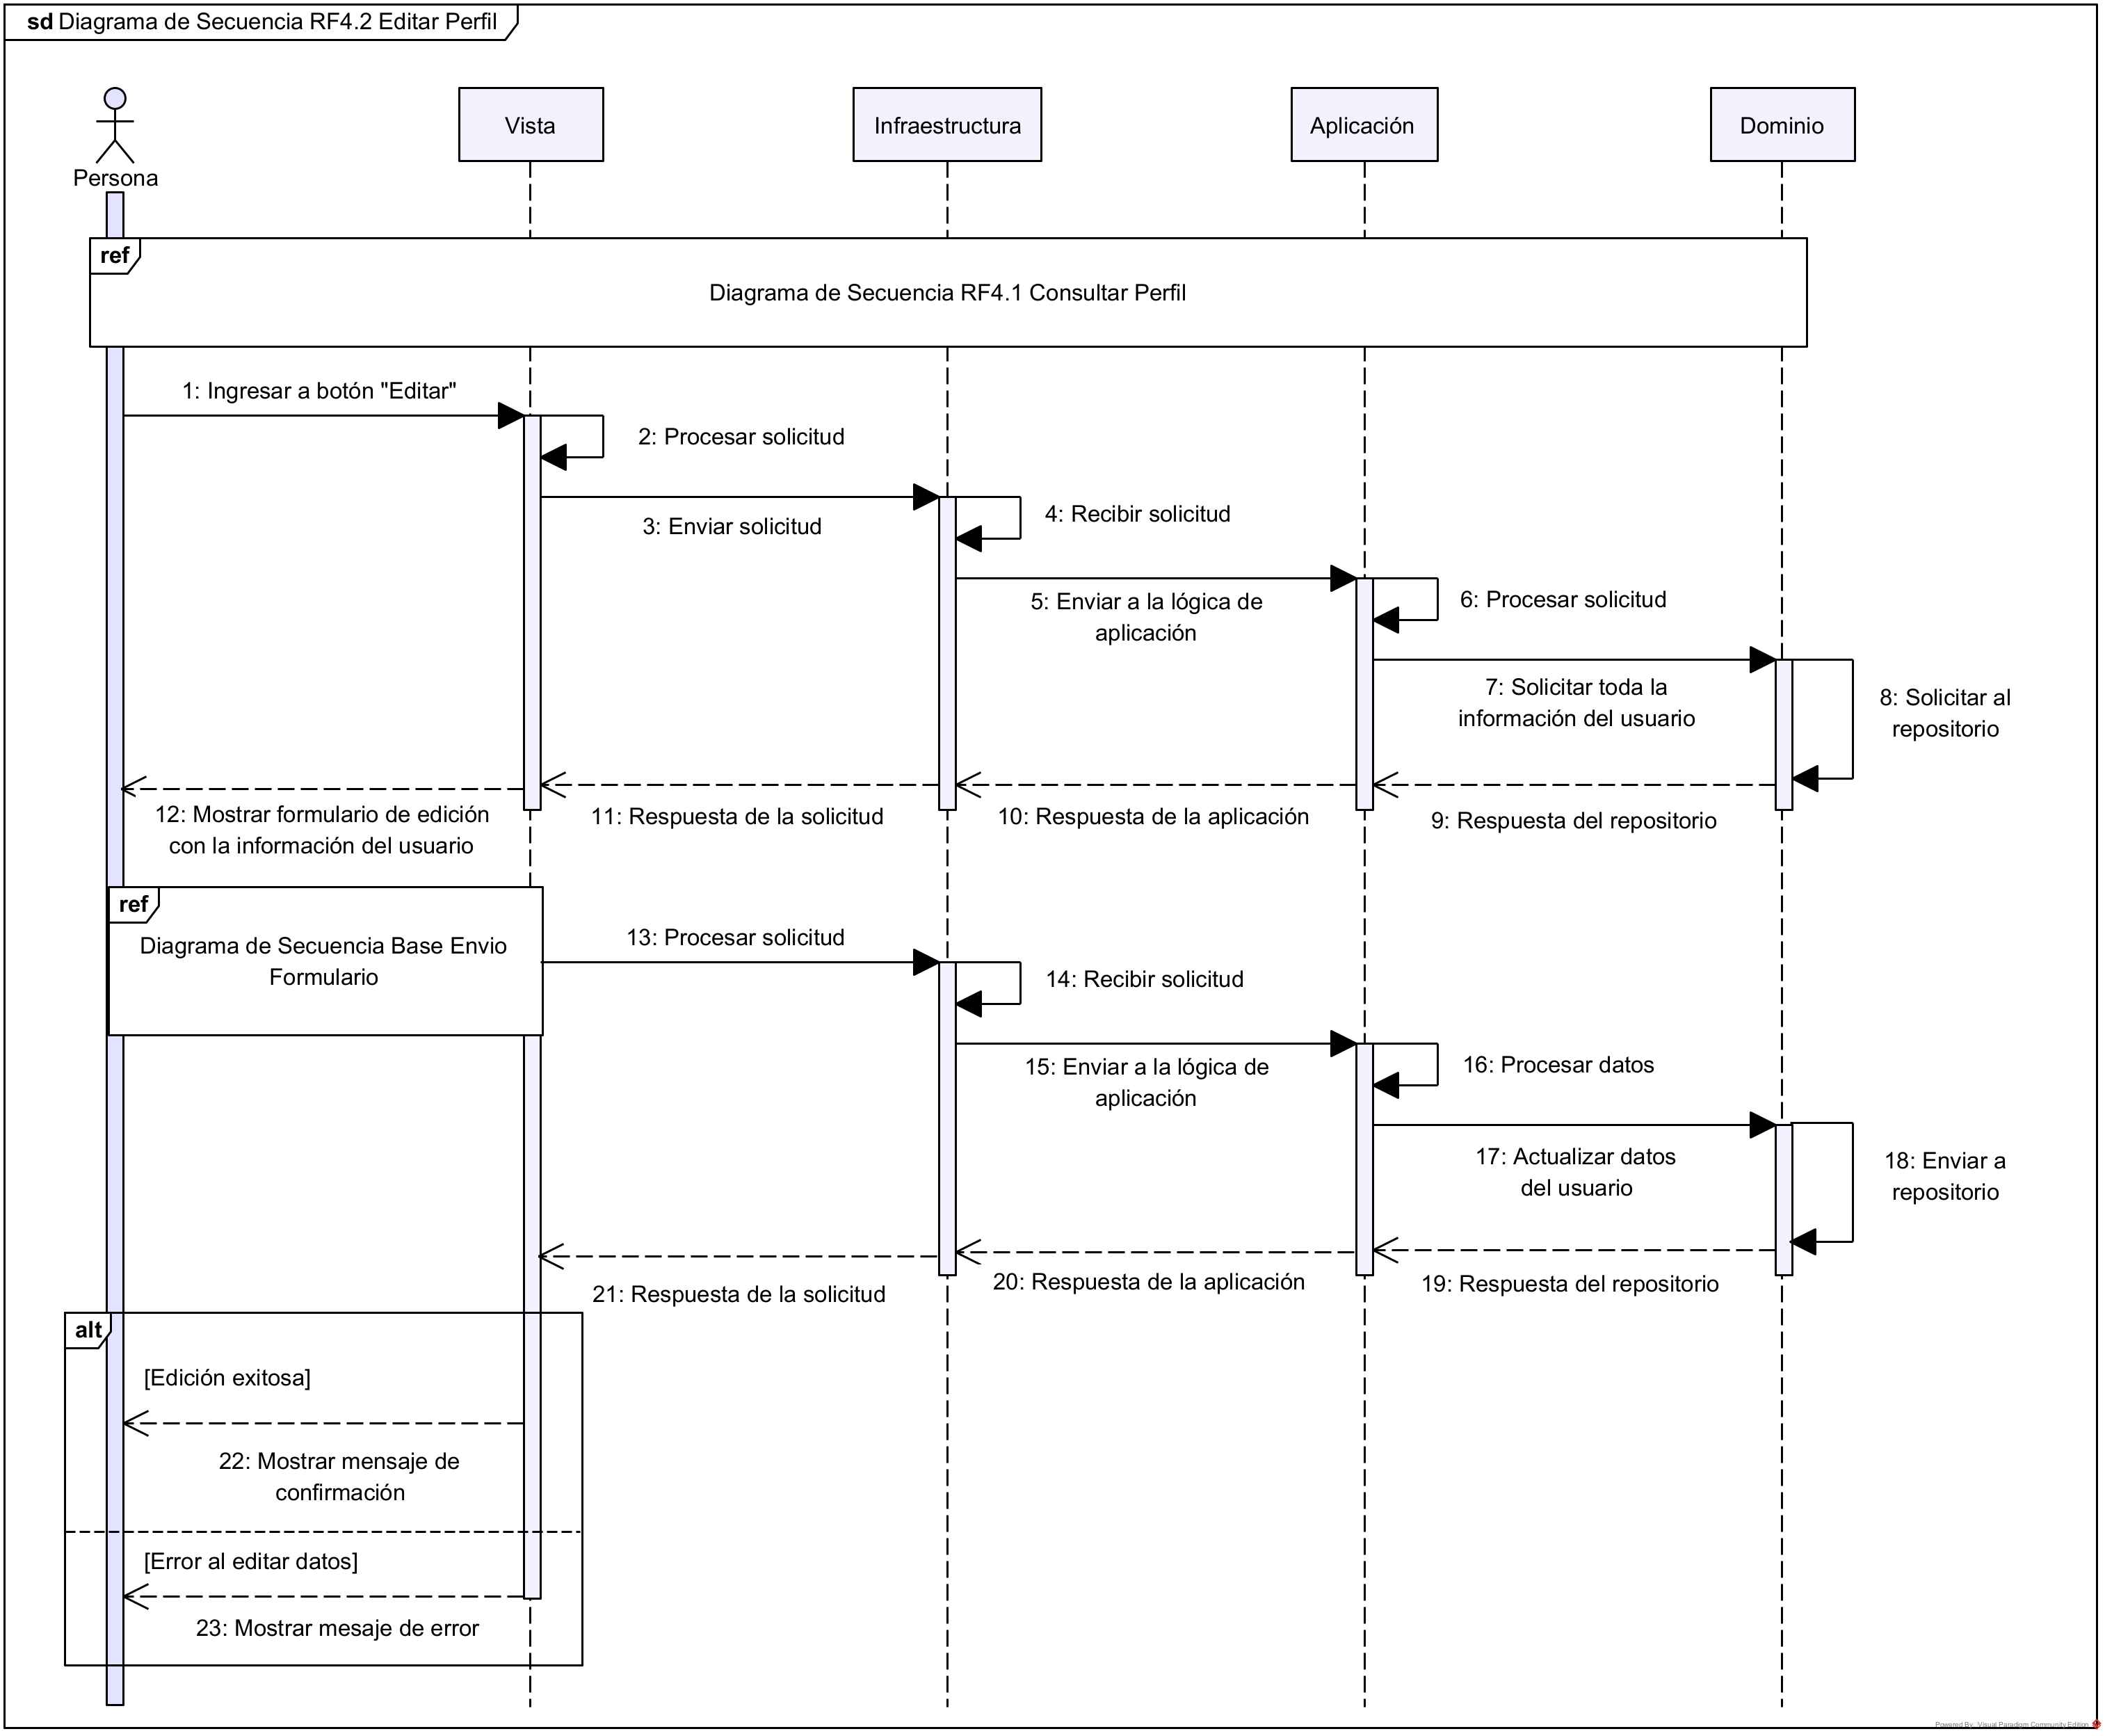 sd Diagrama de Secuencia RF4.2 Editar Perfil
Persona
Vista
Infraestructura
Aplicación
Dominio
ref
Diagrama de Secuencia RF4.1 Consultar Perfil
1: Ingresar a botón "Editar"
2: Procesar solicitud
3: Enviar solicitud
4: Recibir solicitud
5: Enviar a la lógica de
aplicación
6: Procesar solicitud
7: Solicitar toda la
información del usuario
8: Solicitar al
repositorio
9: Respuesta del repositorio
10: Respuesta de la aplicación
11: Respuesta de la solicitud
12: Mostrar formulario de edición
con la información del usuario
ref
Diagrama de Secuencia Base Envio
Formulario
13: Procesar solicitud
14: Recibir solicitud
15: Enviar a la lógica de
aplicación
16: Procesar datos
17: Actualizar datos
del usuario
18: Enviar a
repositorio
19: Respuesta del repositorio
20: Respuesta de la aplicación
21: Respuesta de la solicitud
alt
[Edición exitosa]
22: Mostrar mensaje de
confirmación
[Error al editar datos]
23: Mostrar mesaje de error
Powered By: Visual Paradigm Community Edition